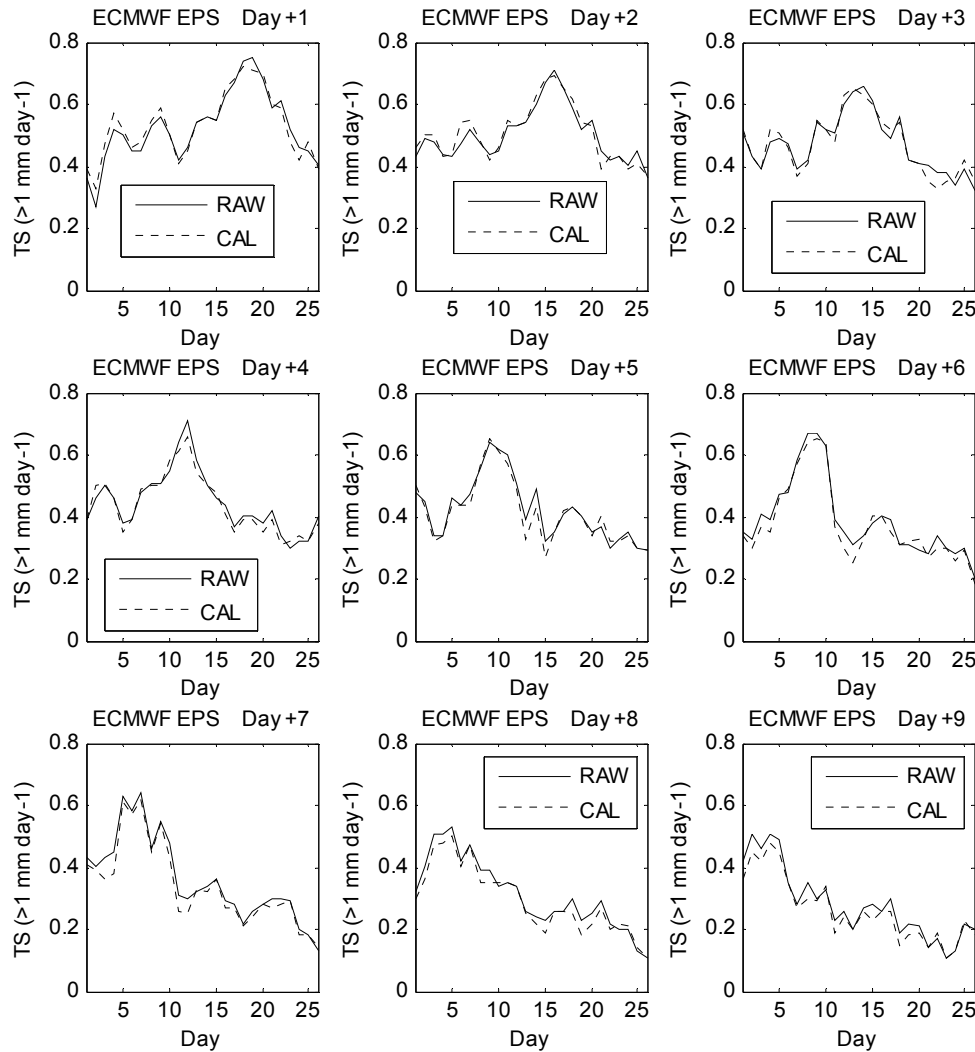 ECMWF EPS Day +1
TS (>1 mm day-1)
0.8
0.6
0.4
0.2
0
RAW
CAL
5 10 15 20 25
Day
ECMWF EPS Day +2
TS (>1 mm day-1)
0.8
0.6
0.4
0.2
0
RAW
CAL
5 10 15 20 25
Day
ECMWF EPS Day +3
TS (>1 mm day-1)
0.8
0.6
0.4
0.2
0
RAW
CAL
5 10 15 20 25
Day
ECMWF EPS Day +4
TS (>1 mm day-1)
0.8
0.6
0.4
0.2
0
RAW
CAL
5 10 15 20 25
Day
ECMWF EPS Day +5
TS (>1 mm day-1)
0.8
0.6
0.4
0.2
0
5 10 15 20 25
Day
ECMWF EPS Day +6
TS (>1 mm day-1)
0.8
0.6
0.4
0.2
0
5 10 15 20 25
Day
ECMWF EPS Day +7
TS (>1 mm day-1)
0.8
0.6
0.4
0.2
0
5 10 15 20 25
Day
ECMWF EPS Day +8
TS (>1 mm day-1)
0.8
0.6
0.4
0.2
0
RAW
CAL
5 10 15 20 25
Day
ECMWF EPS Day +9
TS (>1 mm day-1)
0.8
0.6
0.4
0.2
0
RAW
CAL
5 10 15 20 25
Day